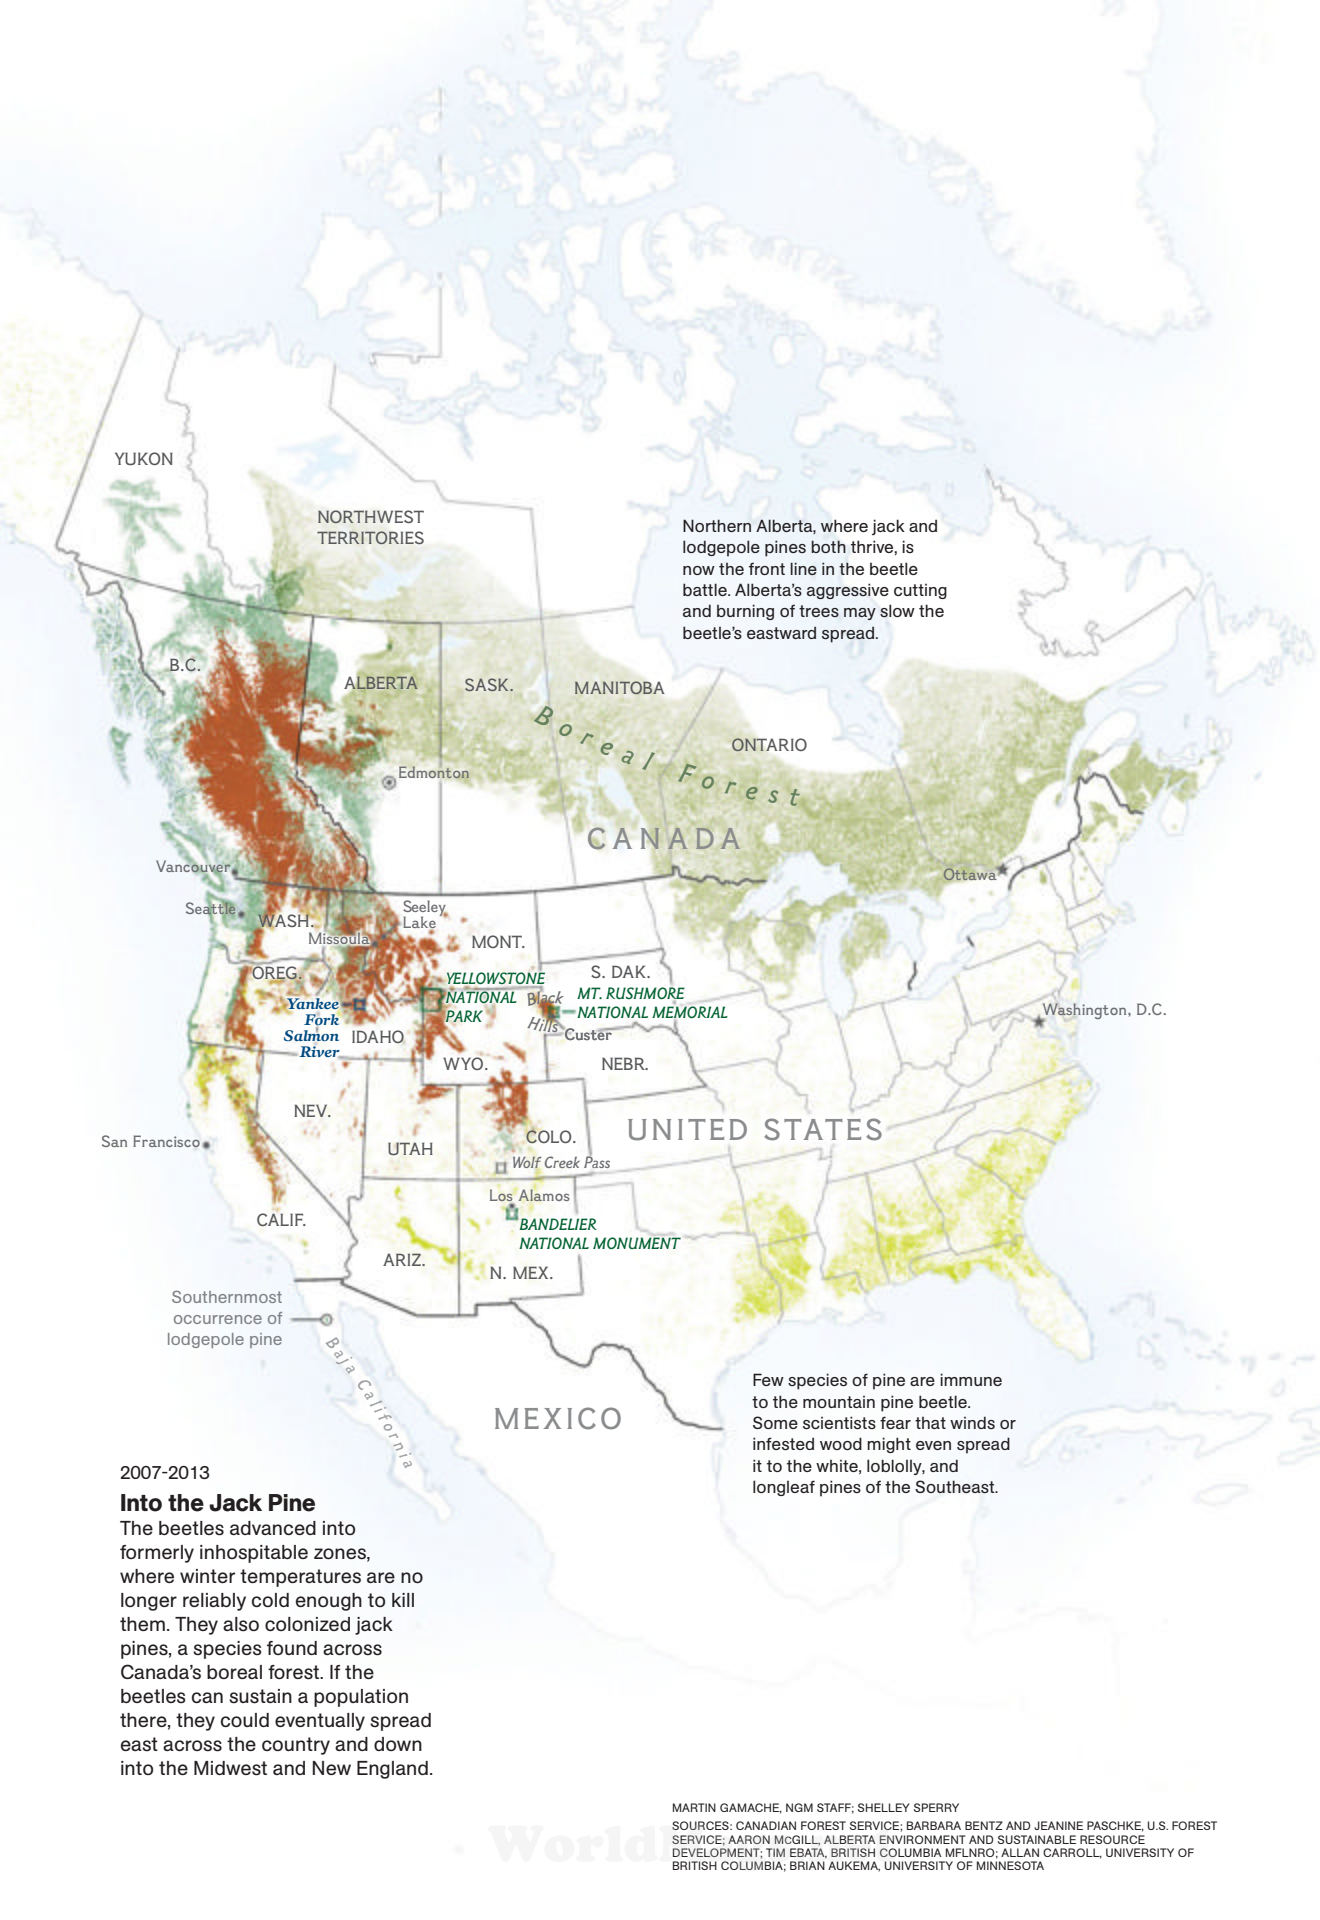 YUKON
NORTHWEST
TERRITORIES
Northern Alberta, where jack and
lodgepole pines both thrive, is
now the front line in the beetle
battle. Alberta's aggressive cutting
and burning of trees may slow the
beetle's eastward spread.
B.C.
ALBERTA
SASK.
MANITOBA
ONTARIO
Boreal Forest
Edmonton
CANADA
Vancouver
Ottawa
Seattle
WASH.
Seeley
Lake
Missoula
MONT.
OREG.
S. DAK.
YELLOWSTONE
NATIONAL
PARK
Black
Hills
MT. RUSHMORE
NATIONAL MEMORIAL
Yankee
Fork
Salmon
River
IDAHO
Custer
Washington, D.C.
WYO.
NEBR.
NEV.
UNITED STATES
San Francisco
UTAH
COLO.
Wolf Creek Pass
Los Alamos
CALIF.
BANDELIER
NATIONAL MONUMENT
ARIZ.
N. MEX.
Southernmost
occurrence of
lodgepole pine
Baja California
MEXICO
Few species of pine are immune
to the mountain pine beetle.
Some scientists fear that winds or
infested wood might even spread
it to the white, loblolly, and
longleaf pines of the Southeast.
2007-2013
Into the Jack Pine
The beetles advanced into
formerly inhospitable zones,
where winter temperatures are no
longer reliably cold enough to kill
them. They also colonized jack
pines, a species found across
Canada's boreal forest. If the
beetles can sustain a population
there, they could eventually spread
east across the country and down
into the Midwest and New England.
MARTIN GAMACHE, NGM STAFF; SHELLEY SPERRY
SOURCES: CANADIAN FOREST SERVICE; BARBARA BENTZ AND JEANINE PASCHKE, U.S. FOREST
SERVICE; AARON McGILL, ALBERTA ENVIRONMENT AND SUSTAINABLE RESOURCE
DEVELOPMENT; TIM EBATA, BRITISH COLUMBIA MFLNRO; ALLAN CARROLL, UNIVERSITY OF
BRITISH COLUMBIA; BRIAN AUKEMA, UNIVERSITY OF MINNESOTA